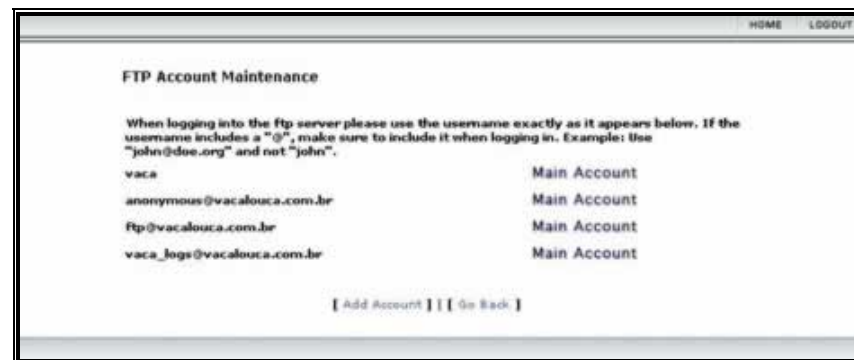 HOME LOGOUT
FTP Account Maintenance
When logging into the ftp server please use the username exactly as it appears below. If the
username includes a "@", make sure to include it when logging in. Example: Use
"john@doe.org" and not "john".
vaca Main Account
anonymous@vacalouca.com.br Main Account
ftp@vacalouca.com.br Main Account
vaca_logs@vacalouca.com.br Main Account
[ Add Account ] | [ Go Back ]